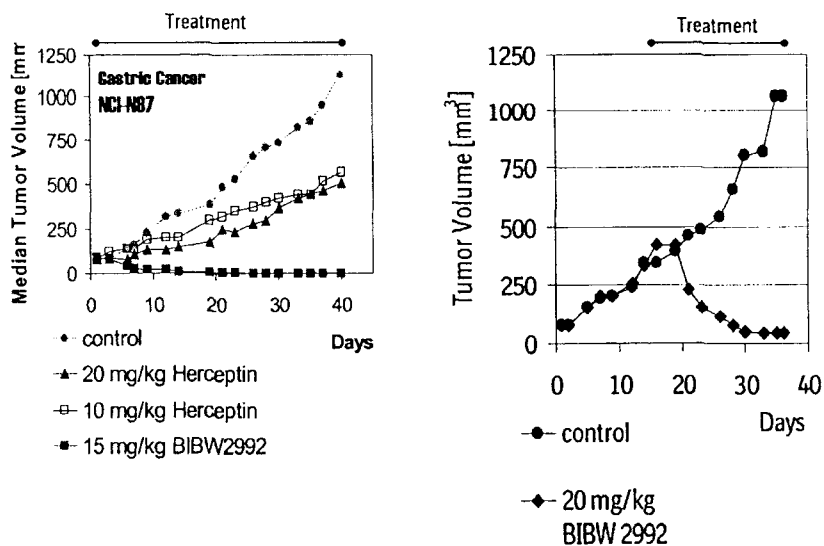 Treatment
Median Tumor Volume [mm
1250
1000
750
500
250
0
Gastric Cancer
NCI-N87
0 10 20 30 40
Days
control
20 mg/kg Herceptin
10 mg/kg Herceptin
15 mg/kg BIBW2992
Treatment
Tumor Volume [mm³]
1250
1000
750
500
250
0
0 10 20 30 40
Days
control
20 mg/kg
BIBW 2992